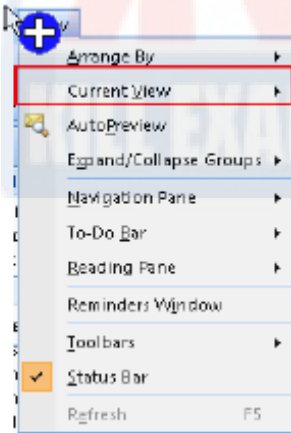 Arrange By
Current View
AutoPreview
Expand/Collapse Groups
Navigation Pane
To-Do Bar
Reading Pane
Reminders Window
Toolbars
Status Bar
Refresh F5